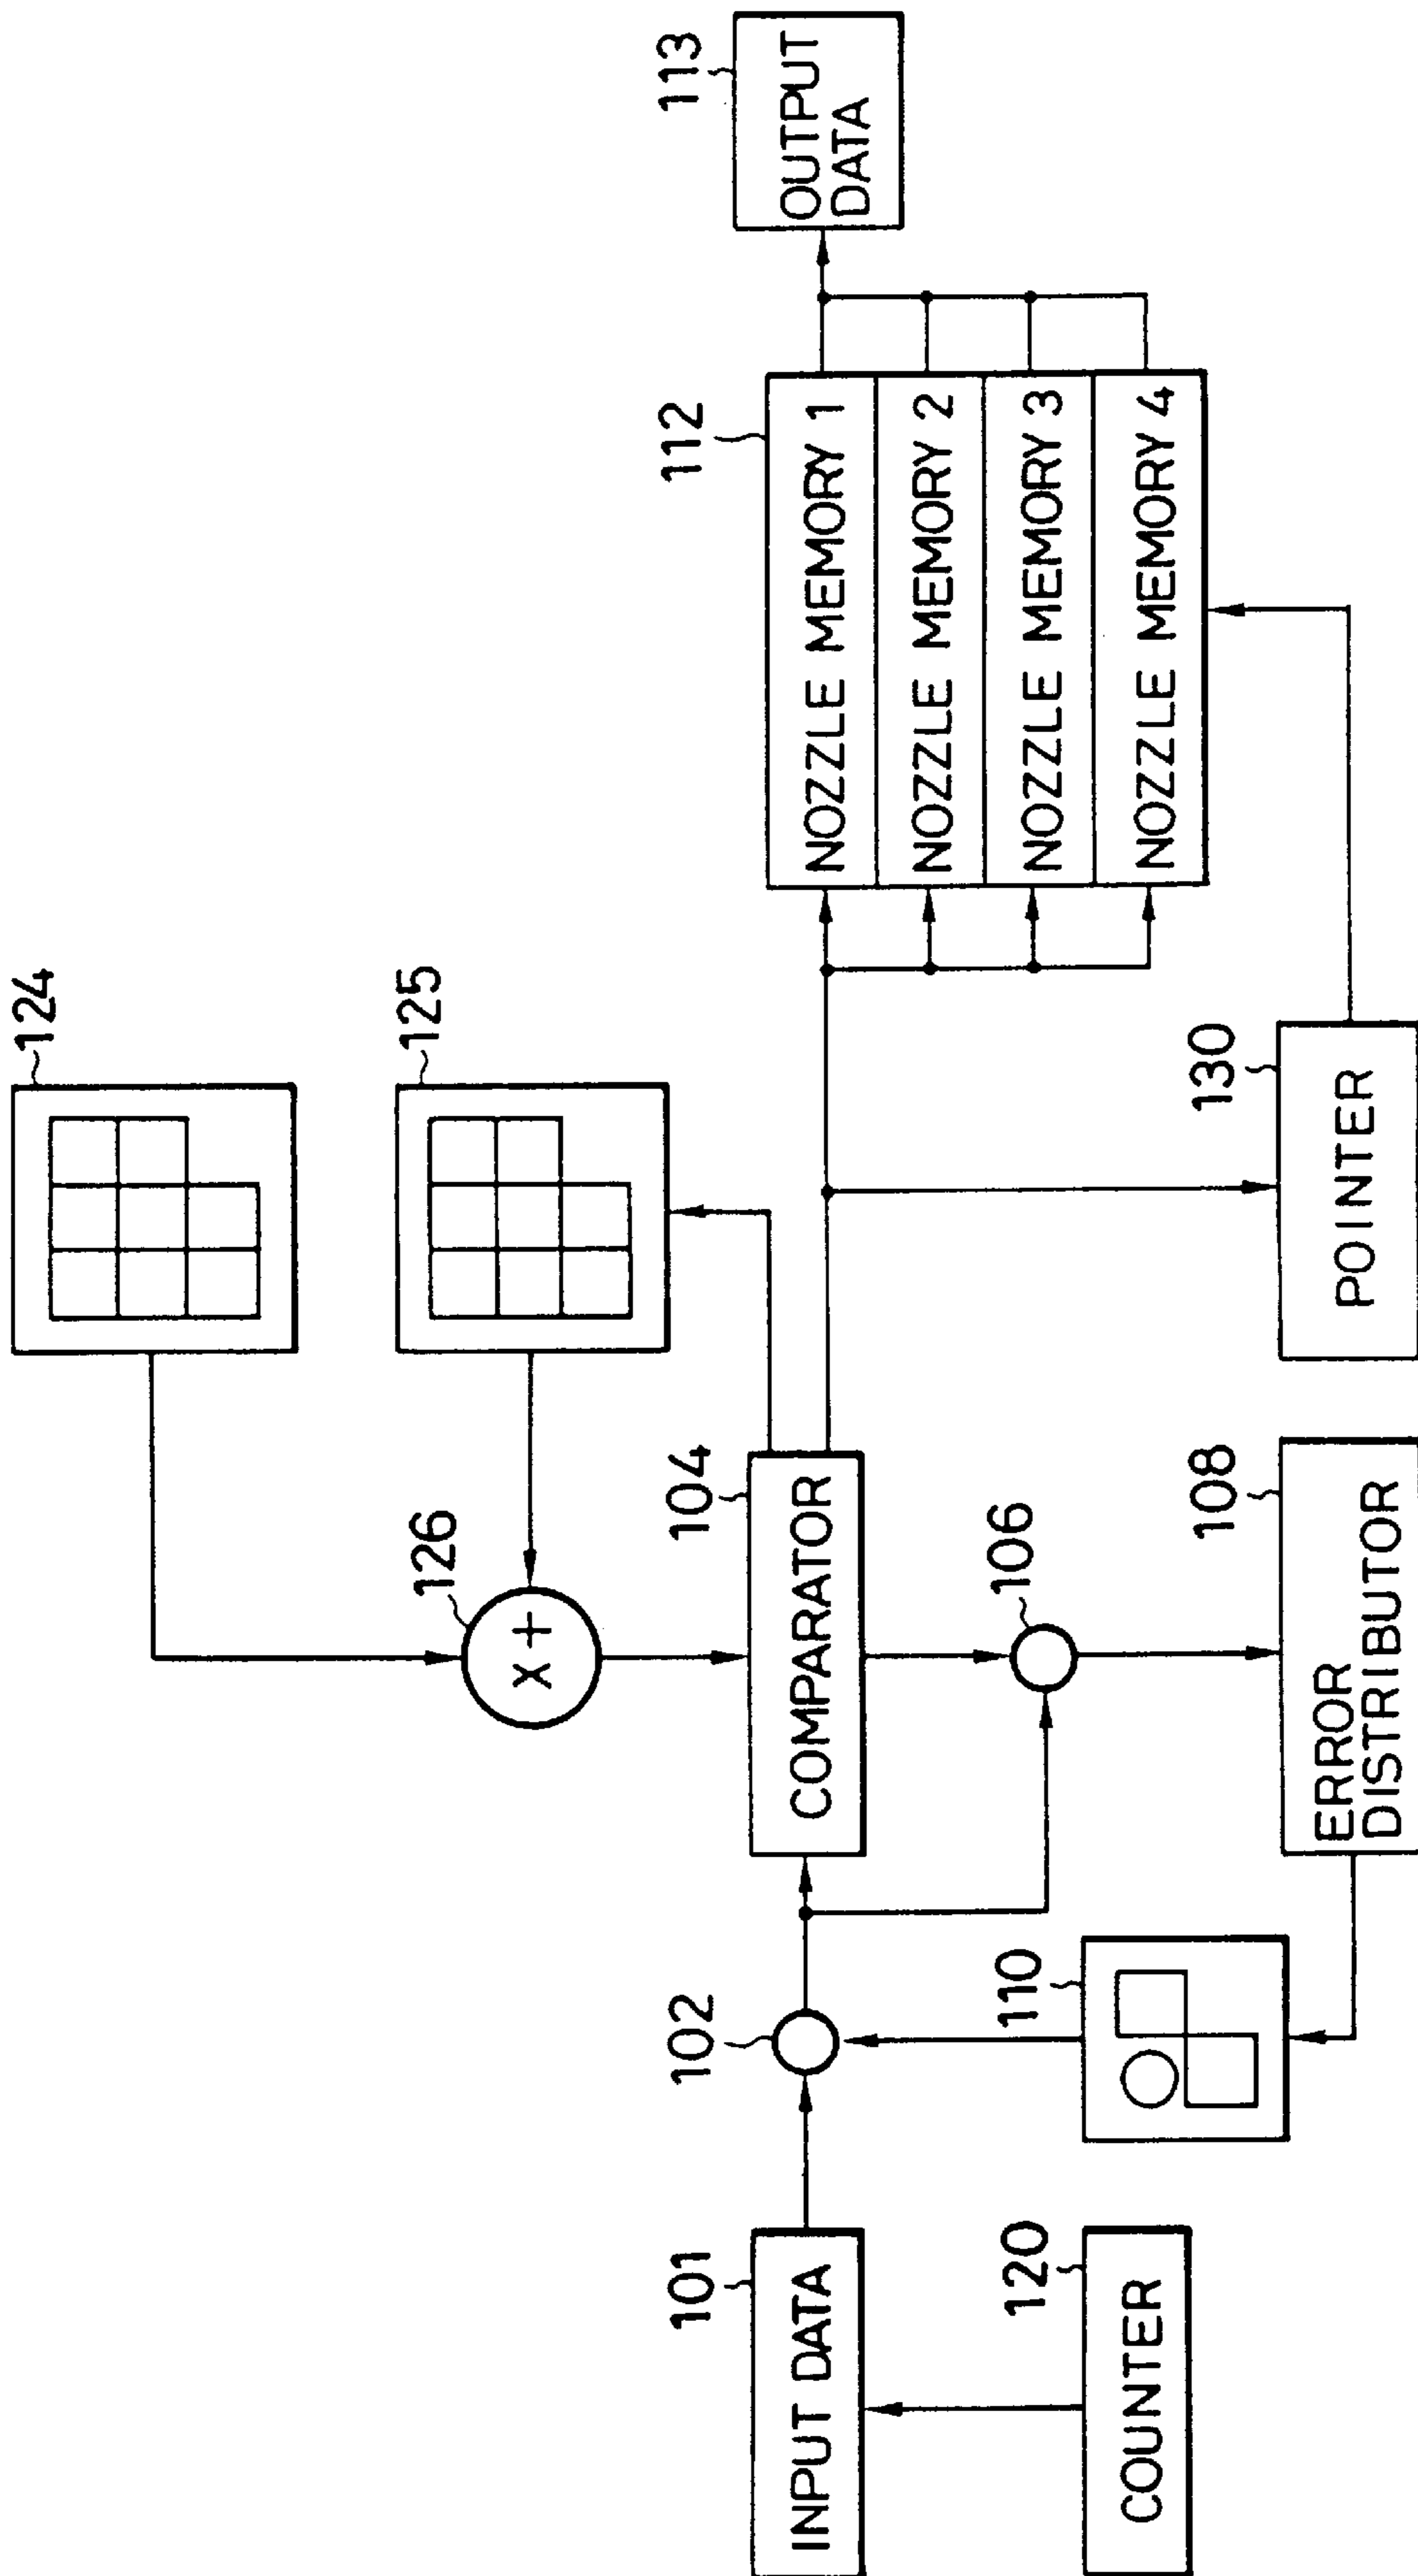 124
125
126
x +
101
INPUT DATA
102
104
COMPARATOR
112
NOZZLE MEMORY 1
NOZZLE MEMORY 2
NOZZLE MEMORY 3
NOZZLE MEMORY 4
113
OUTPUT
DATA
120
COUNTER
110
106
108
ERROR
DISTRIBUTOR
130
POINTER